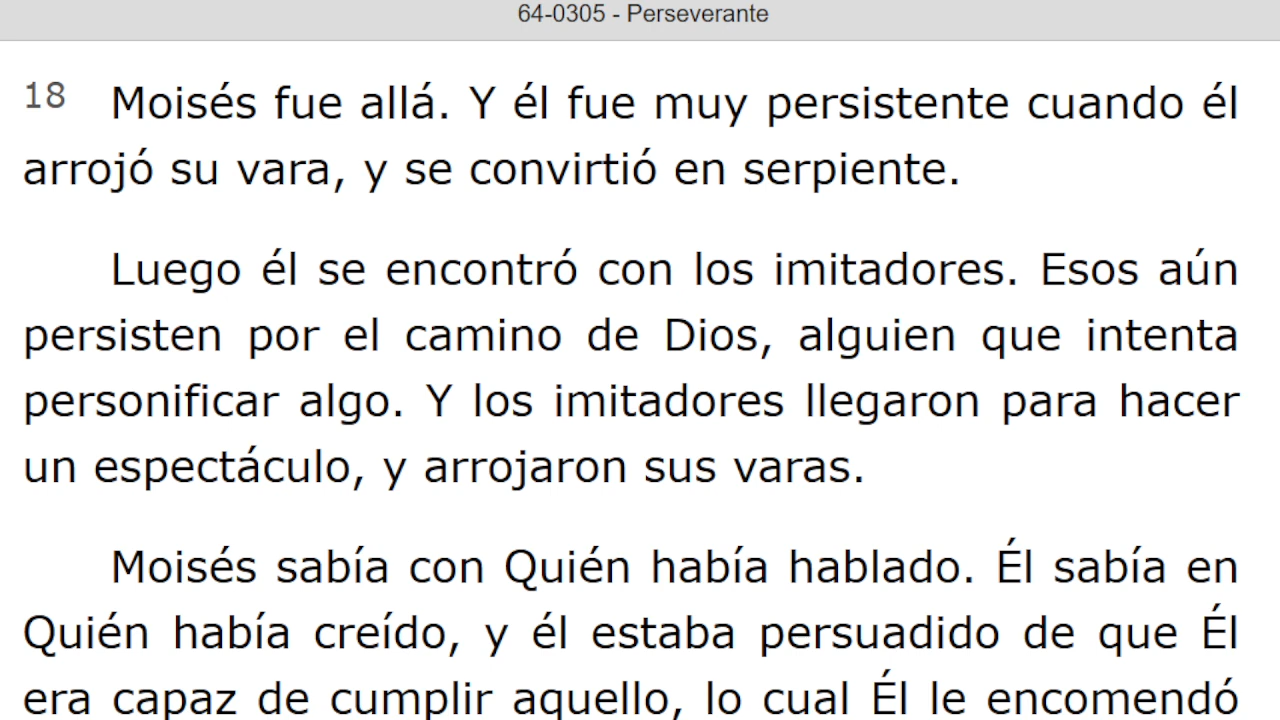 64-0305 - Perseverante
18 Moisés fue allá. Y él fue muy persistente cuando él
arrojó su vara, y se convirtió en serpiente.
Luego él se encontró con los imitadores. Esos aún
persisten por el camino de Dios, alguien que intenta
personificar algo. Y los imitadores llegaron para hacer
un espectáculo, y arrojaron sus varas.
Moisés sabía con Quién había hablado. Él sabía en
Quién había creído, y él estaba persuadido de que Él
era capaz de cumplir aquello, lo cual Él le encomendó